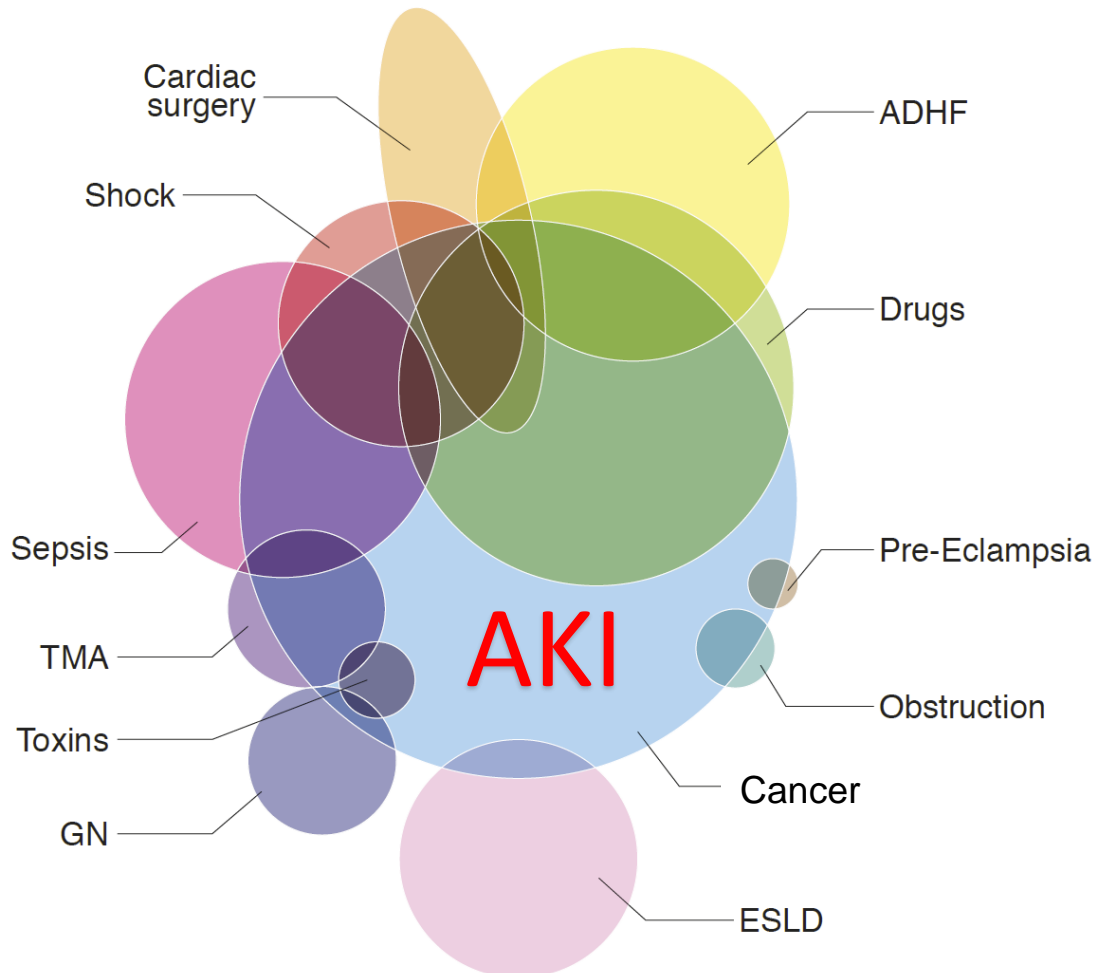 Cardiac
surgery
ADHF
Shock
Drugs
Sepsis
Pre-Eclampsia
TMA
AKI
Obstruction
Toxins
Cancer
GN
ESLD